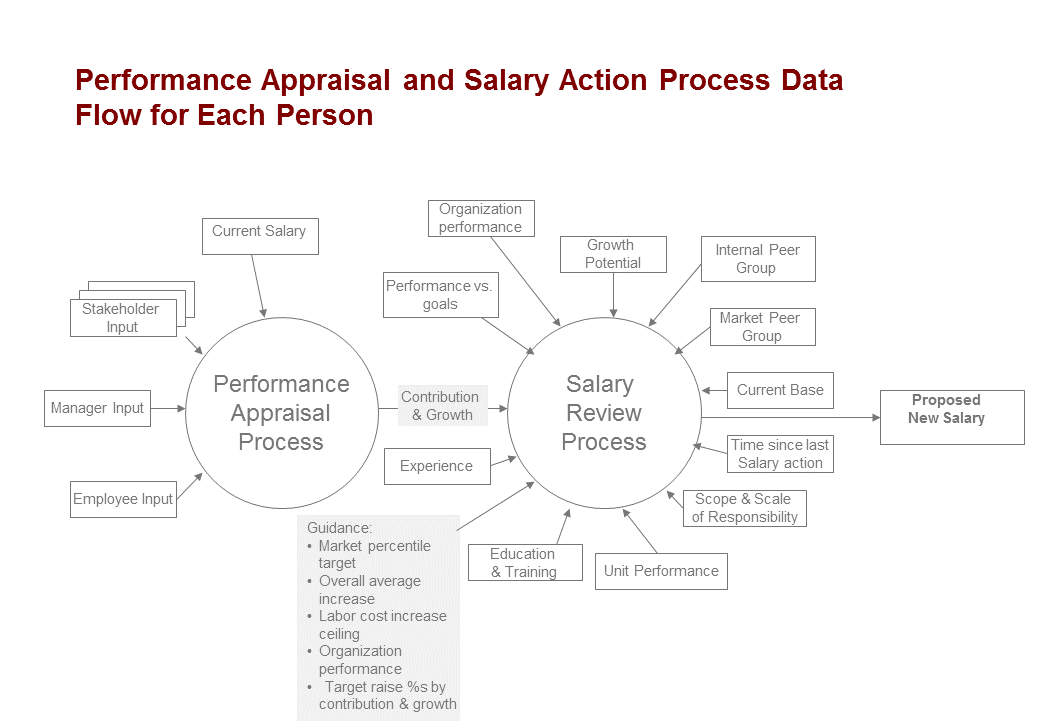 Performance Appraisal and Salary Action Process Data
Flow for Each Person
Organization
performance
Current Salary
Growth
Potential
Internal Peer
Group
Performance vs.
goals
Stakeholder
Input
Market Peer
Group
Performance
Appraisal
Process
Salary
Review
Process
Contribution
& Growth
Current Base
Manager Input
Proposed
New Salary
Time since last
Salary action
Experience
Employee Input
Scope & Scale
of Responsibility
Guidance:
• Market percentile
target
• Overall average
increase
• Labor cost increase
ceiling
• Organization
performance
• Target raise %s by
contribution & growth
Education
& Training
Unit Performance